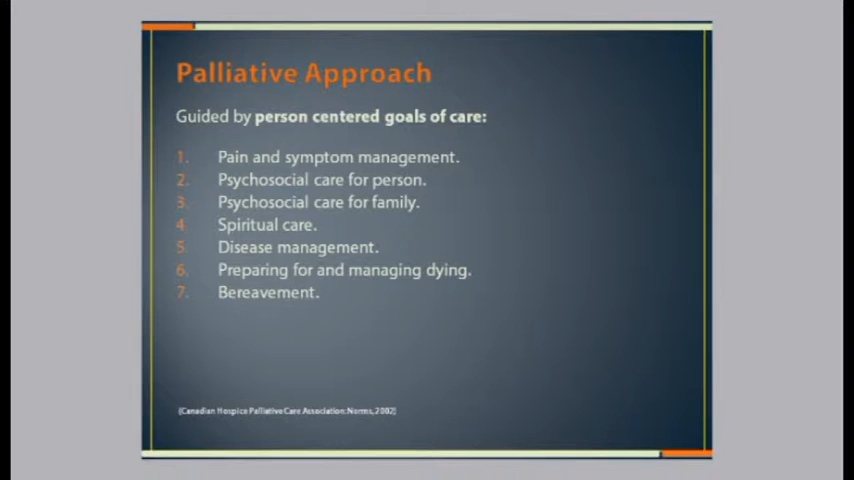 Palliative Approach
Guided by person centered goals of care:
1. Pain and symptom management.
2. Psychosocial care for person.
3. Psychosocial care for family.
4. Spiritual care.
5. Disease management.
6. Preparing for and managing dying.
7. Bereavement.
(Canadian Hospice Palliative Care Association: Norms, 2002)